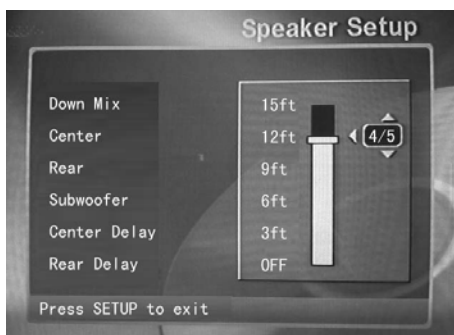 Speaker Setup
Down Mix
Center
Rear
Subwoofer
Center Delay
Rear Delay
15ft
12ft
9ft
6ft
3ft
OFF
4/5
Press SETUP to exit